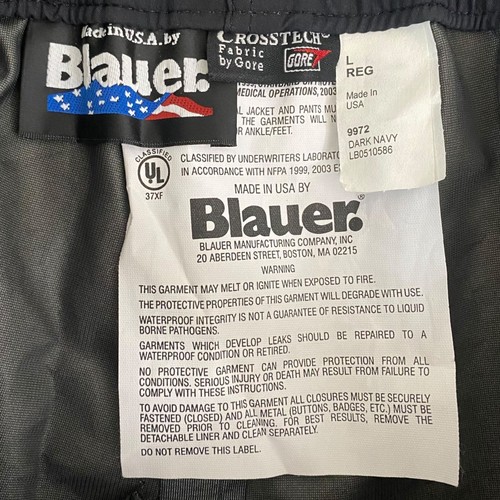 Made in U.S.A. by
Blauer.
CROSSTECH®
Fabric
by Gore
GORE
L
REG
Made In
USA
9972
DARK NAVY
LB0510586
MEDICAL OPERATIONS, 2003
JACKET AND PANTS MU
THE GARMENTS WILL N
R ANKLE/FEET.
CLASSIFIED
UL
37XF
CLASSIFIED BY UNDERWRITERS LABORATO
IN ACCORDANCE WITH NFPA 1999, 2003 E
MADE IN USA BY
Blauer.
BLAUER MANUFACTURING COMPANY, INC
20 ABERDEEN STREET, BOSTON, MA 02215
WARNING
THIS GARMENT MAY MELT OR IGNITE WHEN EXPOSED TO FIRE.
THE PROTECTIVE PROPERTIES OF THIS GARMENT WILL DEGRADE WITH USE.
WATERPROOF INTEGRITY IS NOT A GUARANTEE OF RESISTANCE TO LIQUID
BORNE PATHOGENS.
GARMENTS WHICH DEVELOP LEAKS SHOULD BE REPAIRED TO A
WATERPROOF CONDITION OR RETIRED.
NO PROTECTIVE GARMENT CAN PROVIDE PROTECTION FROM ALL
CONDITIONS. SERIOUS INJURY OR DEATH MAY RESULT FROM FAILURE TO
COMPLY WITH THESE INSTRUCTIONS.
TO AVOID DAMAGE TO THIS GARMENT ALL CLOSURES MUST BE SECURELY
FASTENED (CLOSED) AND ALL METAL (BUTTONS, BADGES, ETC.) MUST BE
REMOVED PRIOR TO CLEANING. FOR BEST RESULTS, REMOVE THE
DETACHABLE LINER AND CLEAN SEPARATELY.
DO NOT REMOVE THIS LABEL.